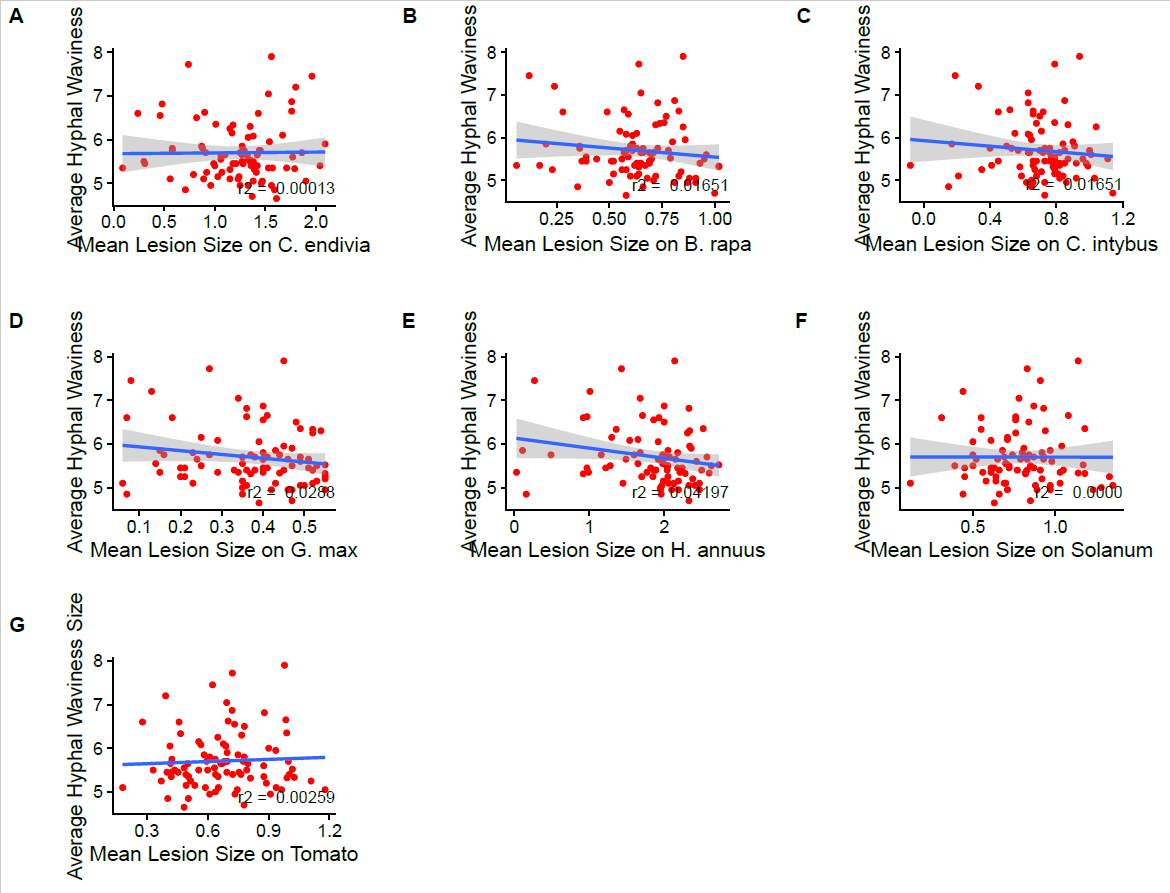 A
Average Hyphal Waviness
8
7
6
5
r2 = 0.00013
0.0 0.5 1.0 1.5 2.0
Mean Lesion Size on C. endivia
B
Average Hyphal Waviness
8
7
6
5
r2 = 0.01651
0.25 0.50 0.75 1.00
Mean Lesion Size on B. rapa
C
Average Hyphal Waviness
8
7
6
5
r2 = 0.01651
0.0 0.4 0.8 1.2
Mean Lesion Size on C. intybus
D
Average Hyphal Waviness
8
7
6
5
r2 = 0.0288
0.1 0.2 0.3 0.4 0.5
Mean Lesion Size on G. max
E
Average Hyphal Waviness
8
7
6
5
r2 = 0.04197
0 1 2
Mean Lesion Size on H. annuus
F
Average Hyphal Waviness
8
7
6
5
r2 = 0.0000
0.5 1.0
Mean Lesion Size on Solanum
G
Average Hyphal Waviness Size
8
7
6
5
r2 = 0.00259
0.3 0.6 0.9 1.2
Mean Lesion Size on Tomato